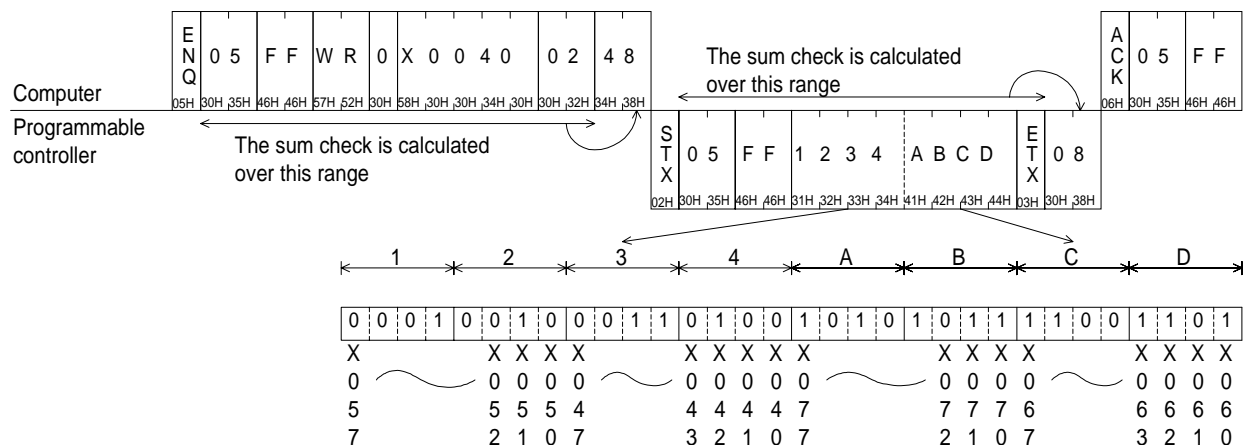 ENQ 0 5 F F W R 0 X 0 0 4 0 0 2 4 8
05H 30H 35H 46H 46H 57H 52H 30H 58H 30H 30H 34H 30H 30H 32H 34H 38H
The sum check is calculated
over this range
ACK 0 5 F F
06H 30H 35H 46H 46H
Computer
Programmable
controller
The sum check is calculated
over this range
STX 0 5 F F 1 2 3 4 A B C D ETX 0 8
02H 30H 35H 46H 46H 31H 32H 33H 34H 41H 42H 43H 44H 03H 30H 38H
1 2 3 4 A B C D
0 0 0 1 0 0 1 0 0 0 1 1 0 1 0 0 1 0 1 0 1 0 1 1 1 1 0 0 1 1 0 1
X X X X X X X X X X X X X X X X X X
0 0 0 0 0 0 0 0 0 0 0 0 0 0 0 0 0 0
5 5 5 5 4 4 4 4 4 7 7 7 7 6 6 6 6 6
7 2 1 0 7 3 2 1 0 7 2 1 0 7 3 2 1 0